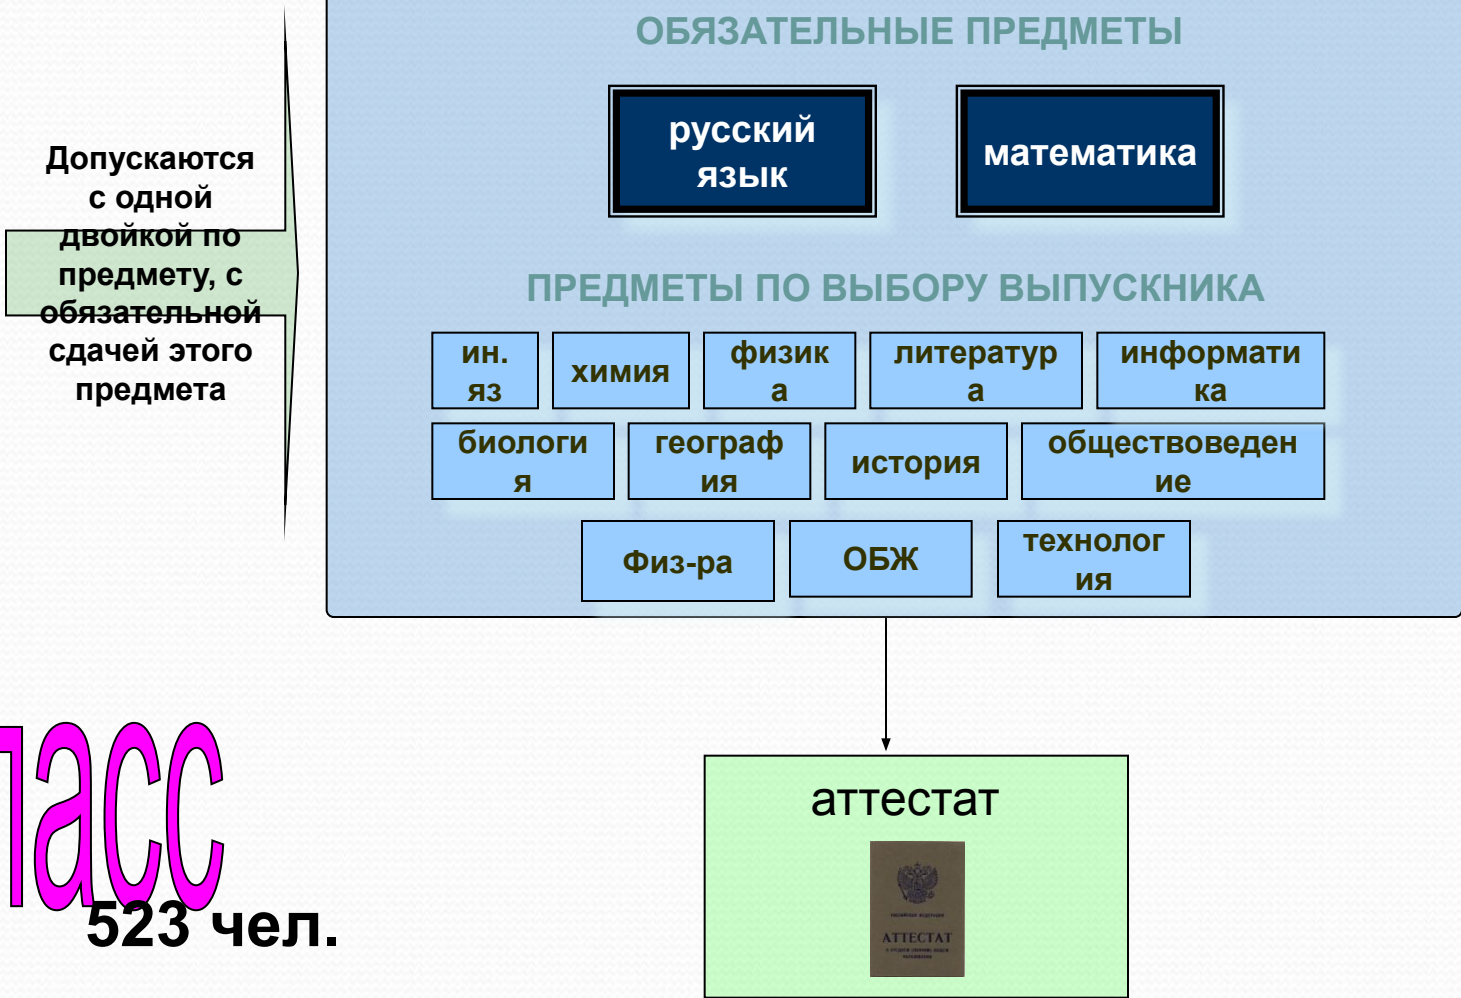 ОБЯЗАТЕЛЬНЫЕ ПРЕДМЕТЫ
русский
язык
математика
Допускаются
с одной
двойкой по
предмету, с
обязательной
сдачей этого
предмета
ПРЕДМЕТЫ ПО ВЫБОРУ ВЫПУСКНИКА
ин.
яз
химия
физик
а
литератур
а
информати
ка
биологи
я
географ
ия
история
обществоведен
ие
Физ-ра
ОБЖ
технолог
ия
ласс
523 чел.
аттестат
РОССИЙСКАЯ ФЕДЕРАЦИЯ
АТТЕСТАТ